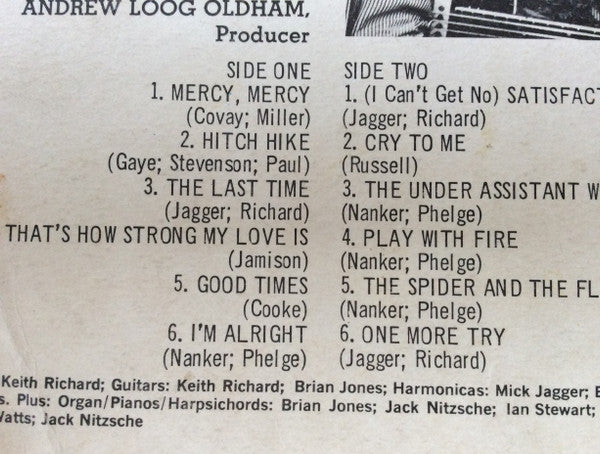 ANDREW LOOG OLDHAM,
Producer
SIDE ONE
1. MERCY, MERCY
(Covay; Miller)
2. HITCH HIKE
(Gaye; Stevenson; Paul)
3. THE LAST TIME
(Jagger; Richard)
THAT'S HOW STRONG MY LOVE IS
(Jamison)
5. GOOD TIMES
(Cooke)
6. I'M ALRIGHT
(Nanker; Phelge)
SIDE TWO
1. (I Can't Get No) SATISFACT
(Jagger; Richard)
2. CRY TO ME
(Russell)
3. THE UNDER ASSISTANT W
(Nanker; Phelge)
4. PLAY WITH FIRE
(Nanker; Phelge)
5. THE SPIDER AND THE FL
(Nanker; Phelge)
6. ONE MORE TRY
(Jagger; Richard)
Keith Richard; Guitars: Keith Richard; Brian Jones; Harmonicas: Mick Jagger; B
s. Plus: Organ/Pianos/Harpsichords: Brian Jones; Jack Nitzsche; Ian Stewart;
Watts; Jack Nitzsche